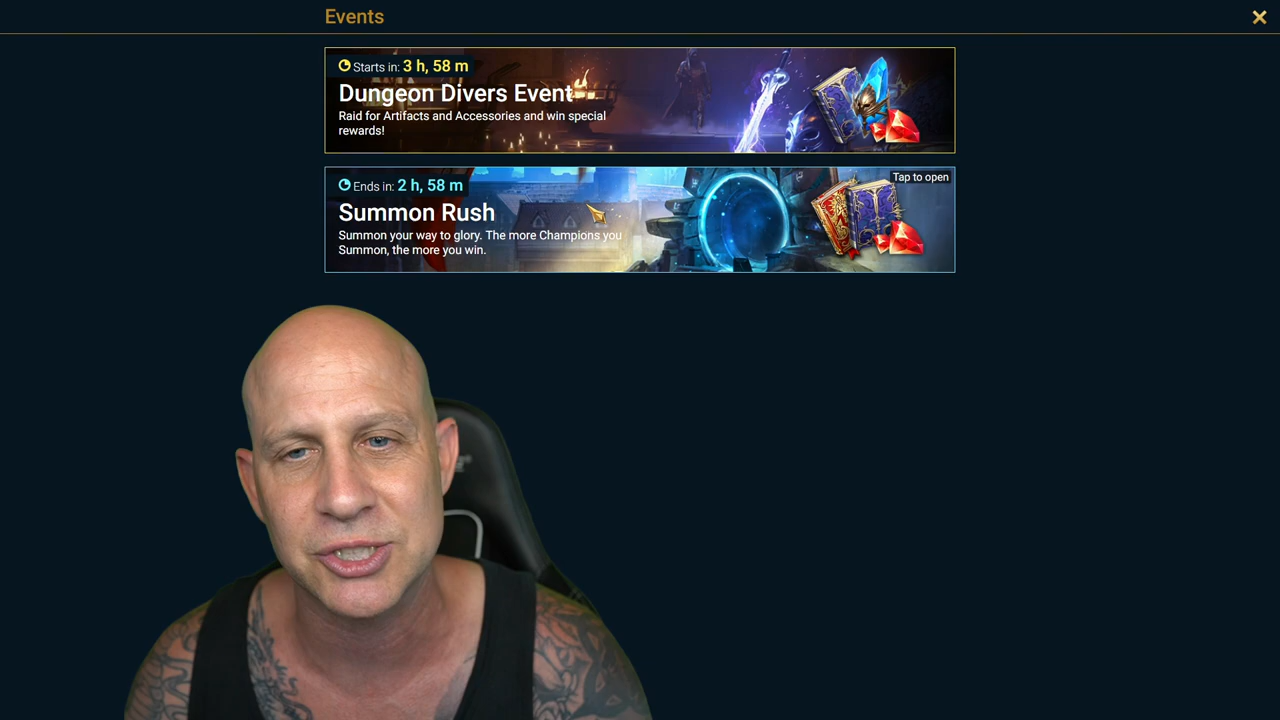 Events
Starts in: 3 h, 58 m
Dungeon Divers Event
Raid for Artifacts and Accessories and win special
rewards!
Ends in: 2 h, 58 m
Tap to open
Summon Rush
Summon your way to glory. The more Champions you
Summon, the more you win.